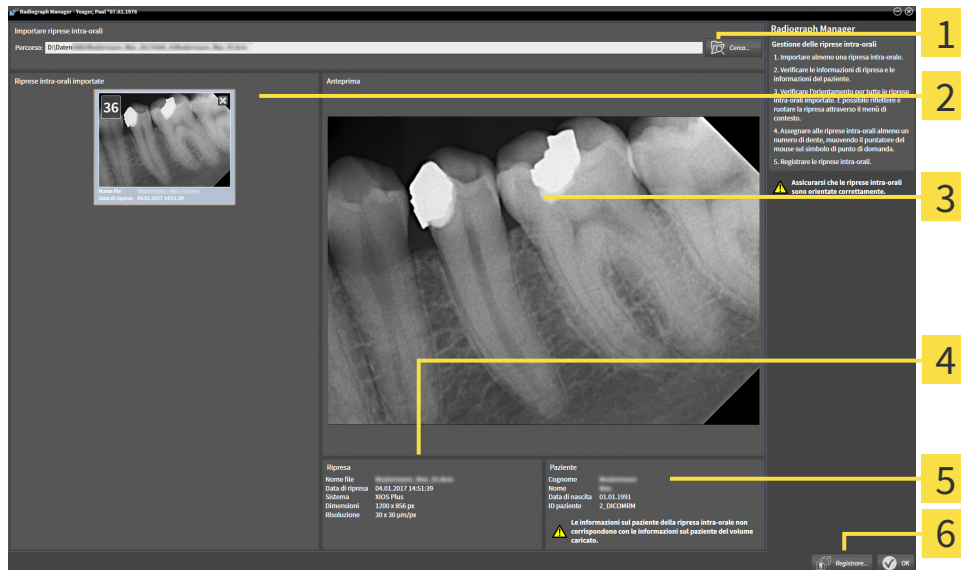 Radiograph Manager - Yeager, Paul *07.02.1976
Importare riprese intra-orali
Percorso: D:\Daten
Cerca...
Riprese intra-orali importate
36
Nome file
Data di ripresa 04.01.2017 14:51:39
Anteprima
Ripresa
Nome file
Data di ripresa 04.01.2017 14:51:39
Sistema XIOS Plus
Dimensioni 1200 x 856 px
Risoluzione 30 x 30 µm/px
Paziente
Cognome
Nome
Data di nascita 01.01.1991
ID paziente 2_DICOMRM
Le informazioni sul paziente della ripresa intra-orale non
corrispondono con le informazioni sul paziente del volume
caricato.
Radiograph Manager
Gestione delle riprese intra-orali
1. Importare almeno una ripresa intra-orale.
2. Verificare le informazioni di ripresa e le
informazioni del paziente.
3. Verificare l'orientamento per tutte le riprese
intra-orali importate. È possibile riflettere e
ruotare la ripresa attraverso il menù di
contesto.
4. Assegnare alle riprese intra-orali almeno un
numero di dente, muovendo il puntatore del
mouse sul simbolo di punto di domanda.
5. Registrare le riprese intra-orali.
Assicurarsi che le riprese intra-orali
sono orientate correttamente.
Registrare...
OK
1
2
3
4
5
6